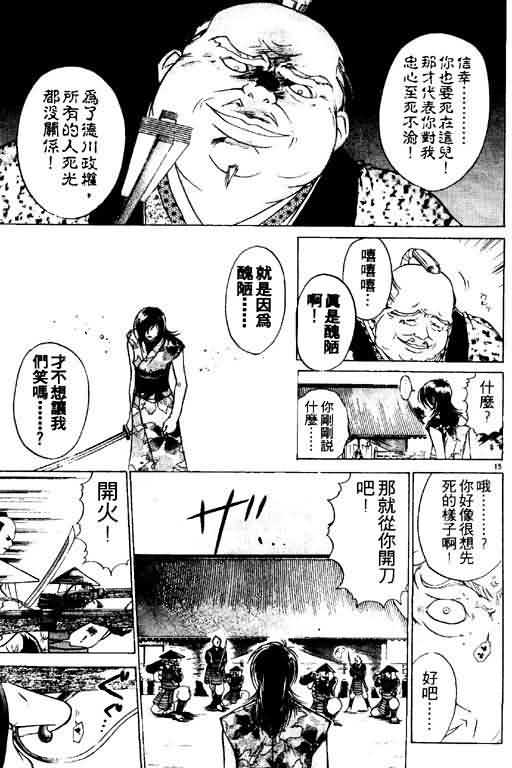 信幸，
你也要死在這兒！
那才代表你對我
忠心至死不渝！
為了德川政權，
所有的人死光
都沒關係！
嘻嘻
嘻嘻…
真是醜陋
啊！
就是因為
醜陋……
才不想讓我
們笑嗎……？
什麼？
你剛剛說
什麼……
15
哦………？
你好像很想先
死的樣子啊！
好吧…
那就從你開刀
吧！
開火！